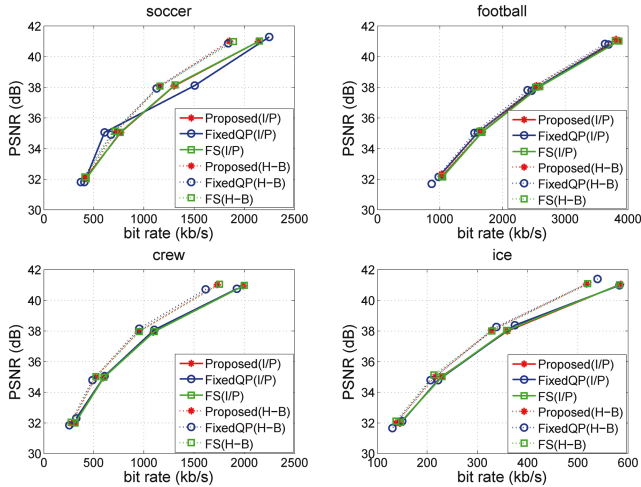 soccer
PSNR (dB)
42
40
38
36
34
32
30
0 500 1000 1500 2000 2500
bit rate (kb/s)
Proposed(I/P)
FixedQP(I/P)
FS(I/P)
Proposed(H−B)
FixedQP(H−B)
FS(H−B)
football
PSNR (dB)
42
40
38
36
34
32
30
0 1000 2000 3000 4000
bit rate (kb/s)
Proposed(I/P)
FixedQP(I/P)
FS(I/P)
Proposed(H−B)
FixedQP(H−B)
FS(H−B)
crew
PSNR (dB)
42
40
38
36
34
32
30
0 500 1000 1500 2000 2500
bit rate (kb/s)
Proposed(I/P)
FixedQP(I/P)
FS(I/P)
Proposed(H−B)
FixedQP(H−B)
FS(H−B)
ice
PSNR (dB)
42
40
38
36
34
32
30
100 200 300 400 500 600
bit rate (kb/s)
Proposed(I/P)
FixedQP(I/P)
FS(I/P)
Proposed(H−B)
FixedQP(H−B)
FS(H−B)